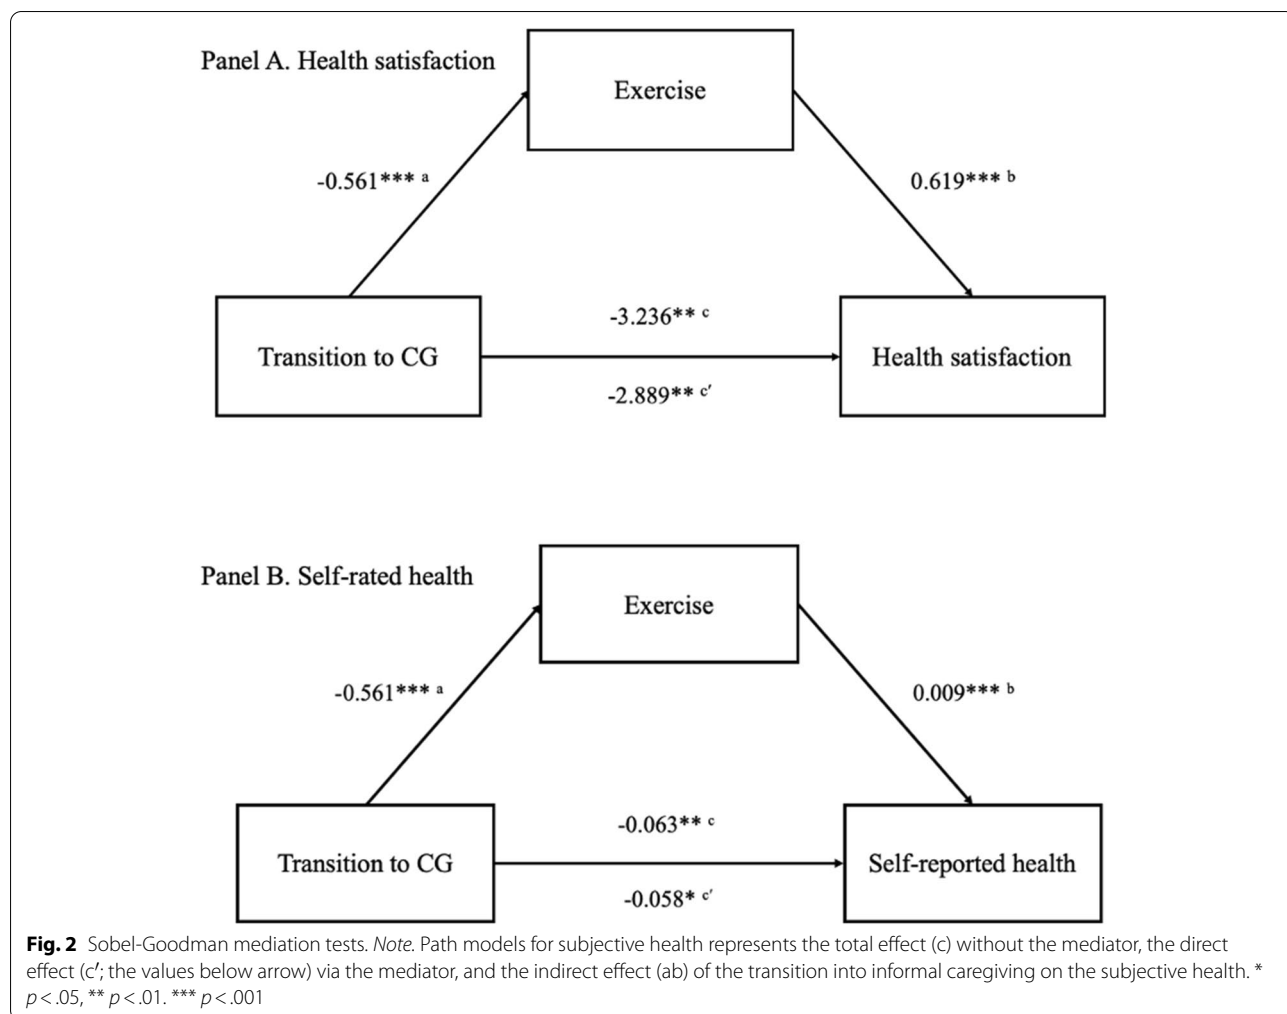 Panel A. Health satisfaction
Exercise
-0.561*** a
0.619*** b
-3.236** c
Transition to CG
Health satisfaction
-2.889** c′
Panel B. Self-rated health
Exercise
-0.561*** a
0.009*** b
-0.063** c
Transition to CG
Self-reported health
-0.058* c′
Fig. 2 Sobel-Goodman mediation tests. Note. Path models for subjective health represents the total effect (c) without the mediator, the direct
effect (c′; the values below arrow) via the mediator, and the indirect effect (ab) of the transition into informal caregiving on the subjective health. *
p < .05, ** p < .01. *** p < .001